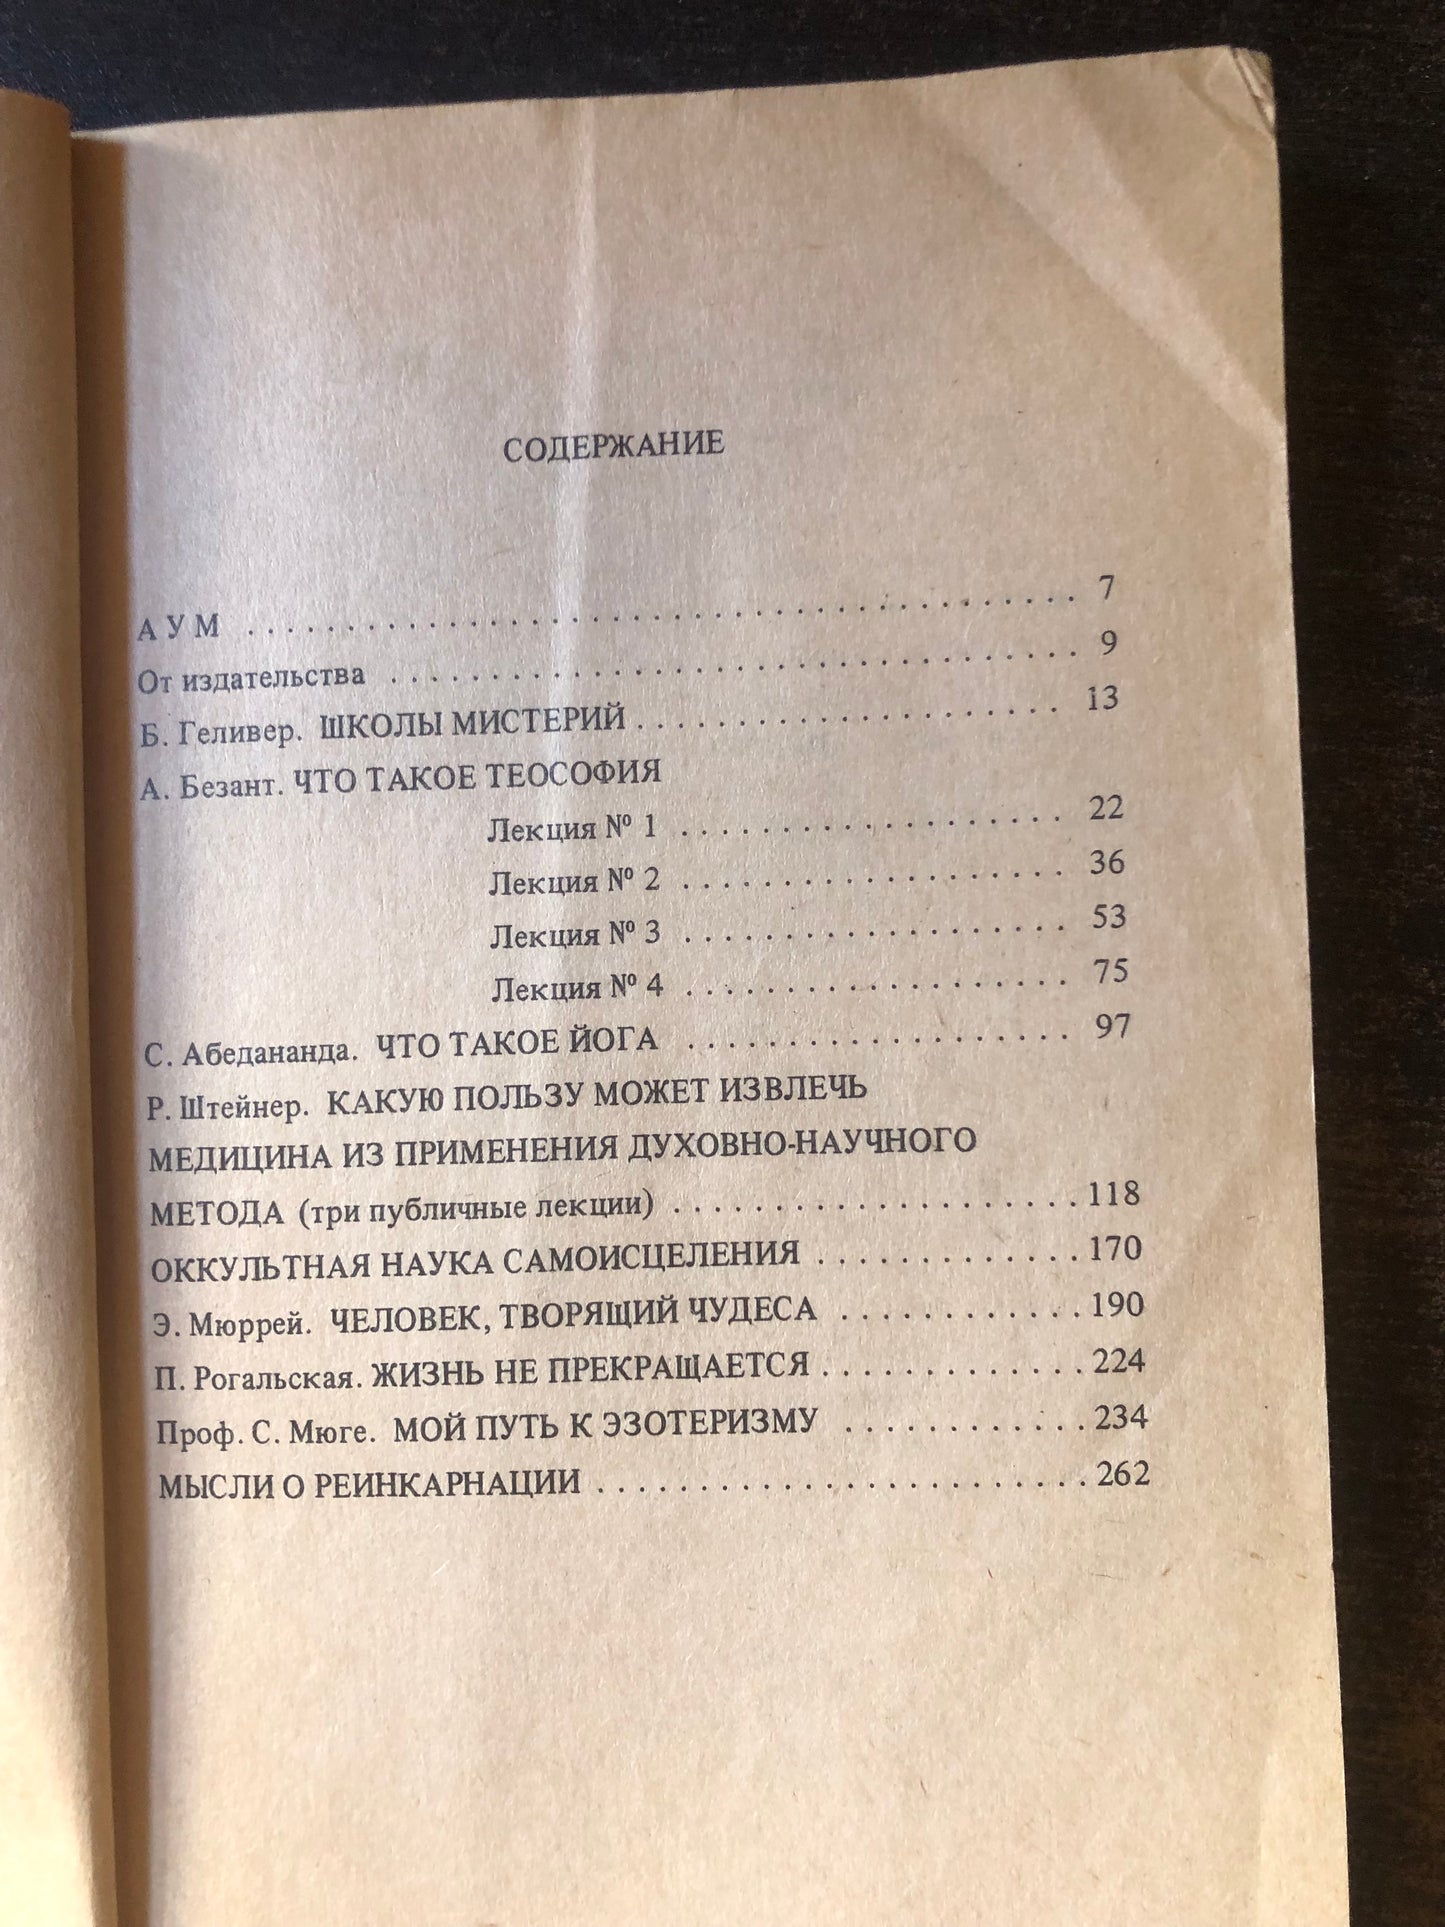 СОДЕРЖАНИЕ
А У М . . . . . . . . . . . . . . . . . . . . . . . . . . . . . . . . . . . . . . . . . 7
От издательства . . . . . . . . . . . . . . . . . . . . . . . . . . . . . . . . . . 9
Б. Геливер. ШКОЛЫ МИСТЕРИЙ . . . . . . . . . . . . . . . . . . . . . 13
А. Безант. ЧТО ТАКОЕ ТЕОСОФИЯ
Лекция № 1 . . . . . . . . . . . . . . . . . . . 22
Лекция № 2 . . . . . . . . . . . . . . . . . . . 36
Лекция № 3 . . . . . . . . . . . . . . . . . . . 53
Лекция № 4 . . . . . . . . . . . . . . . . . . . 75
С. Абедананда. ЧТО ТАКОЕ ЙОГА . . . . . . . . . . . . . . . . . . . 97
Р. Штейнер. КАКУЮ ПОЛЬЗУ МОЖЕТ ИЗВЛЕЧЬ
МЕДИЦИНА ИЗ ПРИМЕНЕНИЯ ДУХОВНО-НАУЧНОГО
МЕТОДА (три публичные лекции) . . . . . . . . . . . . . . . . . . . . 118
ОККУЛЬТНАЯ НАУКА САМОИСЦЕЛЕНИЯ . . . . . . . . . . . . . 170
Э. Мюррей. ЧЕЛОВЕК, ТВОРЯЩИЙ ЧУДЕСА . . . . . . . . . . . . 190
П. Рогальская. ЖИЗНЬ НЕ ПРЕКРАЩАЕТСЯ . . . . . . . . . . . . . 224
Проф. С. Мюге. МОЙ ПУТЬ К ЭЗОТЕРИЗМУ . . . . . . . . . . . . 234
МЫСЛИ О РЕИНКАРНАЦИИ . . . . . . . . . . . . . . . . . . . . . . . . 262